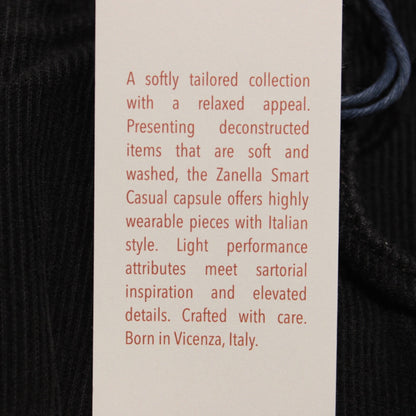 A softly tailored collection
with a relaxed appeal.
Presenting deconstructed
items that are soft and
washed, the Zanella Smart
Casual capsule offers highly
wearable pieces with Italian
style. Light performance
attributes meet sartorial
inspiration and elevated
details. Crafted with care.
Born in Vicenza, Italy.